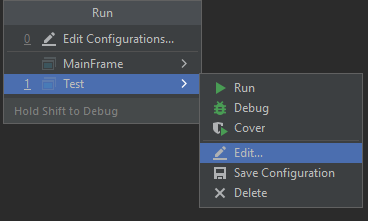 Run
0 Edit Configurations...
MainFrame
1 Test
Hold Shift to Debug
Run
Debug
Cover
Edit...
Save Configuration
Delete